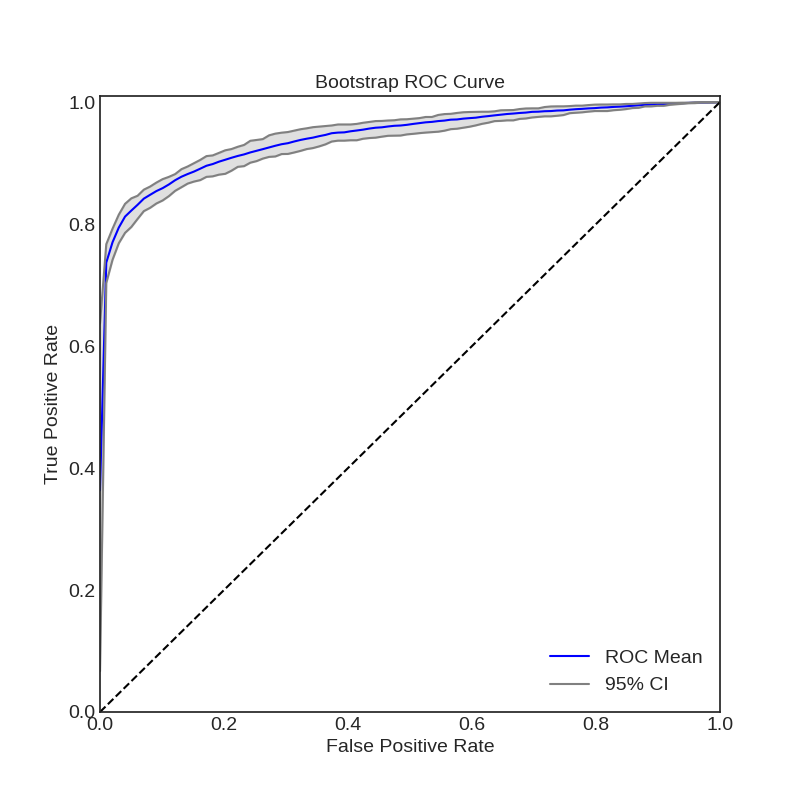 Bootstrap ROC Curve
True Positive Rate
1.0
0.8
0.6
0.4
0.2
0.0
0.0 0.2 0.4 0.6 0.8 1.0
False Positive Rate
ROC Mean
95% CI